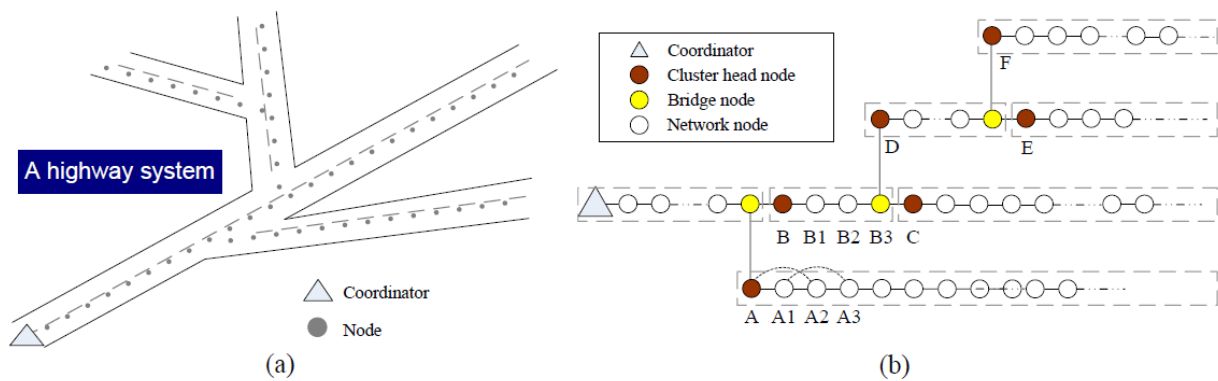 A highway system
Coordinator
Node
(a)
Coordinator
Cluster head node
Bridge node
Network node
F
D
E
B B1 B2 B3 C
A A1 A2 A3
(b)